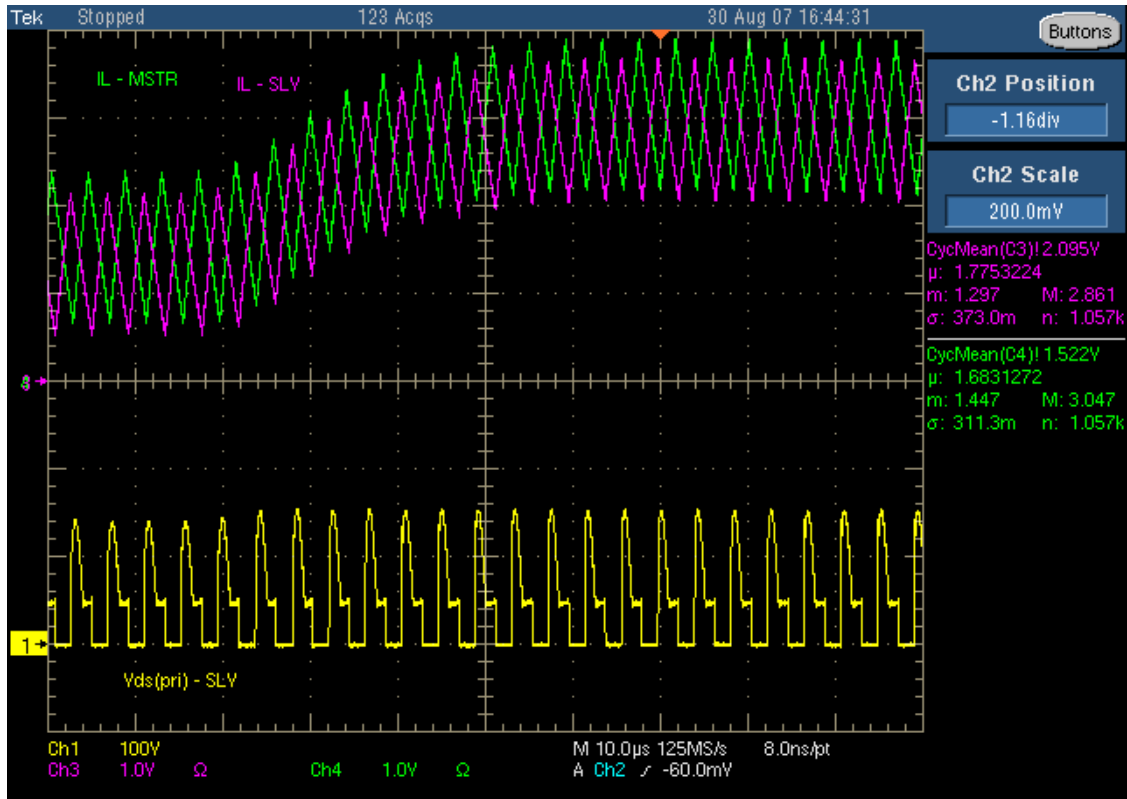 Tek Stopped 123 Acqs 30 Aug 07 16:44:31
Buttons
IL - MSTR IL - SLV
Ch2 Position
-1.16div
Ch2 Scale
200.0mV
CycMean(C3)! 2.095V
µ: 1.7753224
m: 1.297 M: 2.861
σ: 373.0m n: 1.057k
CycMean(C4)! 1.522V
µ: 1.6831272
m: 1.447 M: 3.047
σ: 311.3m n: 1.057k
1
Vds(pri) - SLV
Ch1 100V M 10.0µs 125MS/s 8.0ns/pt
Ch3 1.0V Ω Ch4 1.0V Ω A Ch2 -60.0mV